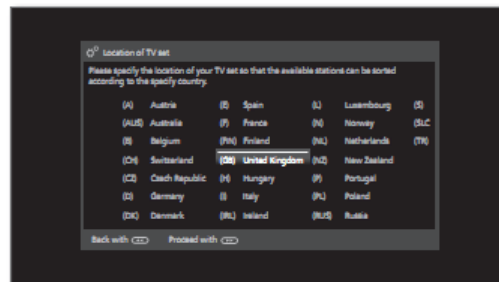 Location of TV set
Please specify the location of your TV set so that the available stations can be sorted
according to the specify country.
(A) Austria (E) Spain (L) Luxembourg (S)
(AUS) Australia (F) France (N) Norway (SLC
(B) Belgium (FIN) Finland (NL) Netherlands (TR)
(CH) Switzerland (GB) United Kingdom (NZ) New Zealand
(CZ) Czech Republic (H) Hungary (P) Portugal
(D) Germany (I) Italy (PL) Poland
(DK) Denmark (IRL) Ireland (RUS) Russia
Back with Proceed with